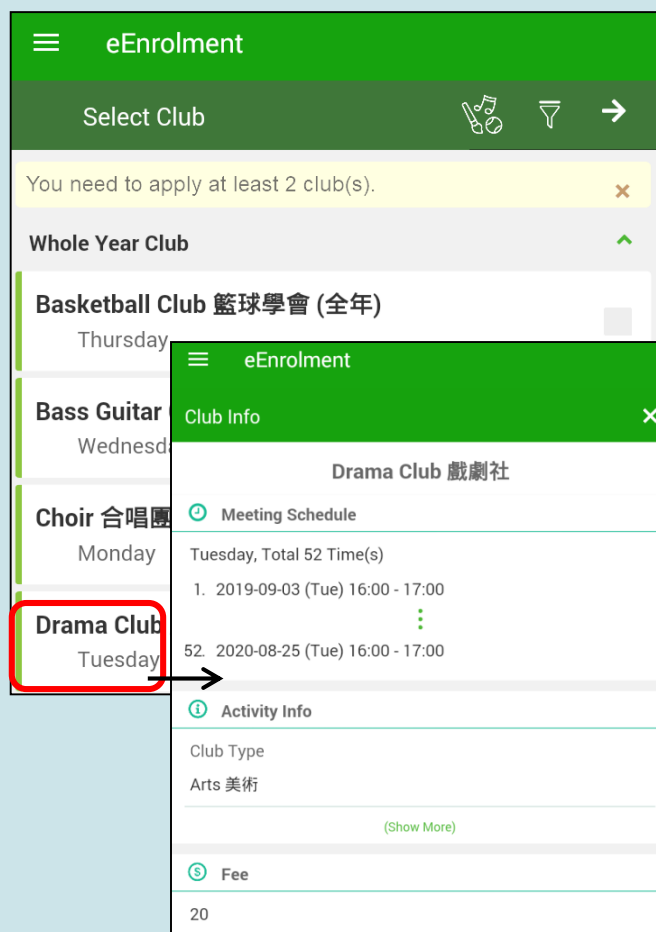 eEnrolment
Select Club
You need to apply at least 2 club(s).
Whole Year Club
Basketball Club 籃球學會 (全年)
Thursday
Bass Guitar
Choir 合唱團
Monday
Drama Club
Tuesday
eEnrolment
Club Info
Drama Club 戲劇社
Meeting Schedule
Tuesday, Total 52 Time(s)
1. 2019-09-03 (Tue) 16:00 - 17:00
52. 2020-08-25 (Tue) 16:00 - 17:00
Activity Info
Club Type
Arts 美術
(Show More)
Fee
20